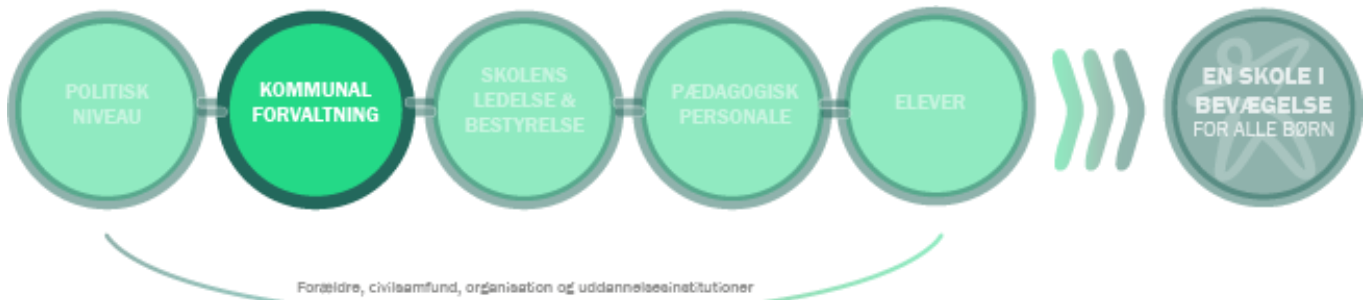 POLITISK
NIVEAU
KOMMUNAL
FORVALTNING
SKOLENS
LEDELSE &
BESTYRELSE
PÆDAGOGISK
PERSONALE
ELEVER
EN SKOLE I
BEVÆGELSE
FOR ALLE BØRN
Forældre, civilsamfund, organisation og uddannelsesinstitutioner